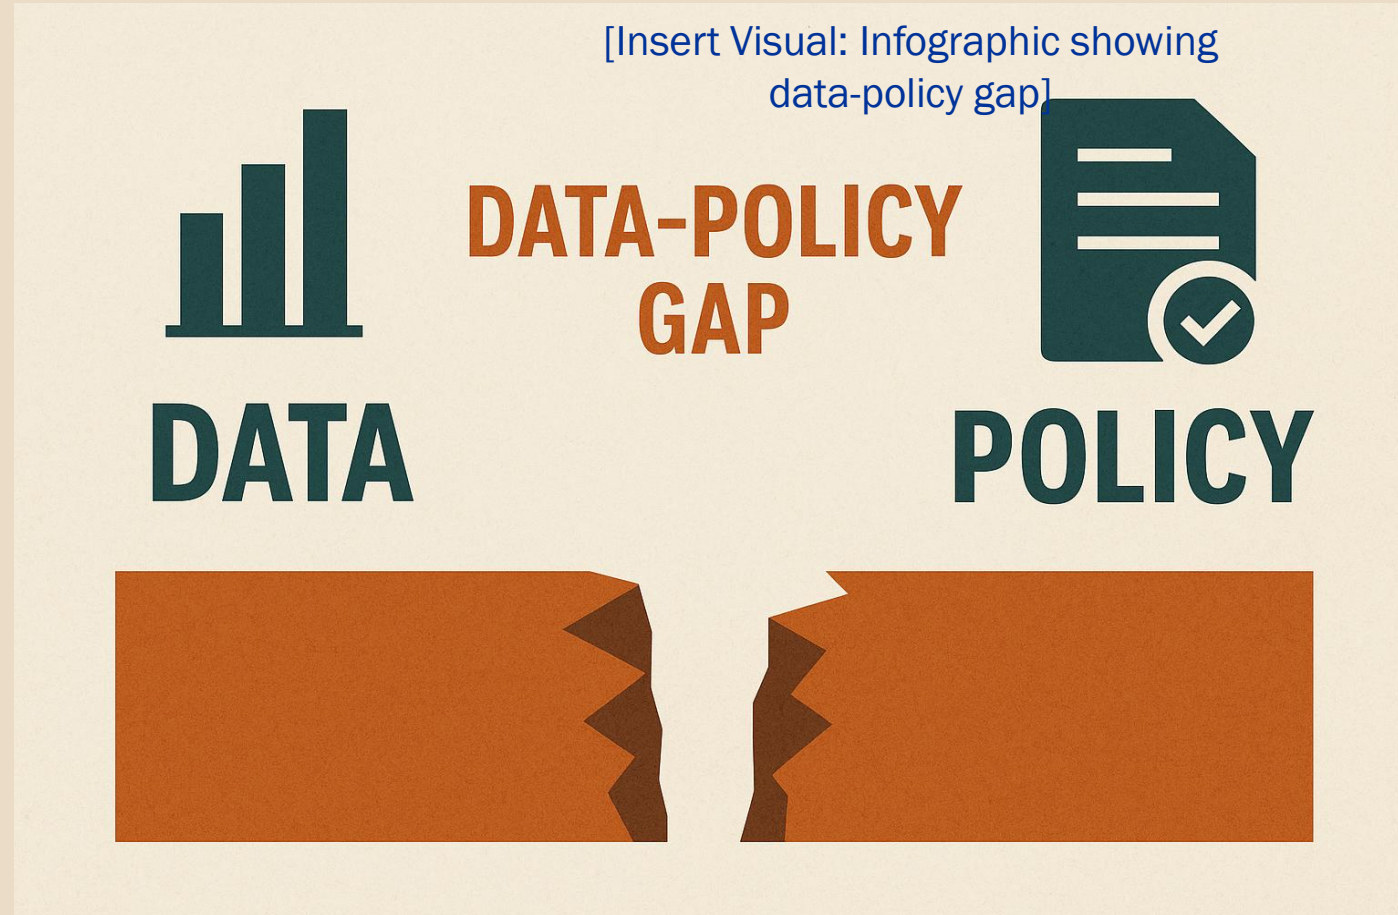 [Insert Visual: Infographic showing
data-policy gap]
DATA-POLICY
GAP
DATA
POLICY